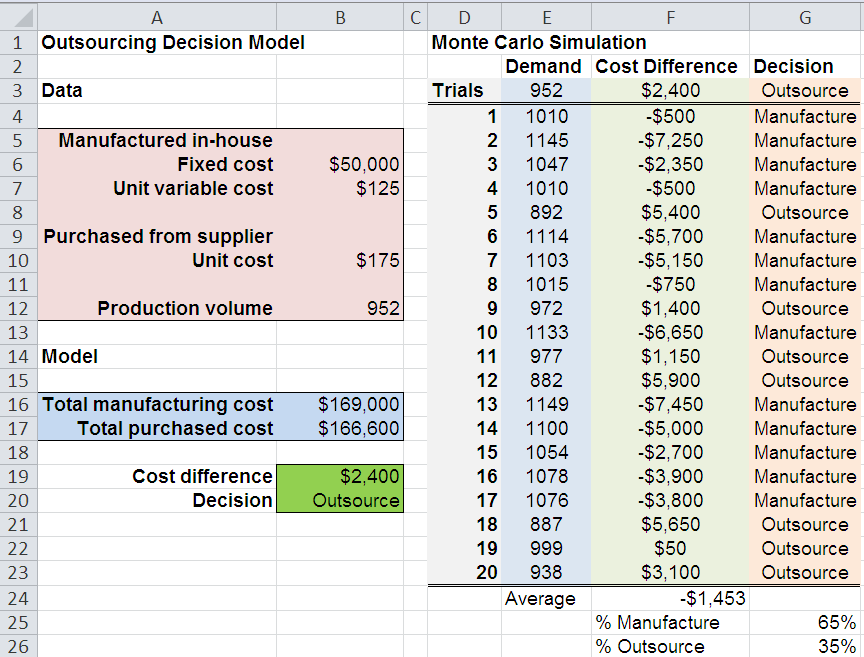 A B C D E F G
1 Outsourcing Decision Model Monte Carlo Simulation
2 Demand Cost Difference Decision
3 Data Trials 952 $2,400 Outsource
4 1 1010 -$500 Manufacture
5 Manufactured in-house 2 1145 -$7,250 Manufacture
6 Fixed cost $50,000 3 1047 -$2,350 Manufacture
7 Unit variable cost $125 4 1010 -$500 Manufacture
8 5 892 $5,400 Outsource
9 Purchased from supplier 6 1114 -$5,700 Manufacture
10 Unit cost $175 7 1103 -$5,150 Manufacture
11 8 1015 -$750 Manufacture
12 Production volume 952 9 972 $1,400 Outsource
13 10 1133 -$6,650 Manufacture
14 Model 11 977 $1,150 Outsource
15 12 882 $5,900 Outsource
16 Total manufacturing cost $169,000 13 1149 -$7,450 Manufacture
17 Total purchased cost $166,600 14 1100 -$5,000 Manufacture
18 15 1054 -$2,700 Manufacture
19 Cost difference $2,400 16 1078 -$3,900 Manufacture
20 Decision Outsource 17 1076 -$3,800 Manufacture
21 18 887 $5,650 Outsource
22 19 999 $50 Outsource
23 20 938 $3,100 Outsource
24 Average -$1,453
25 % Manufacture 65%
26 % Outsource 35%